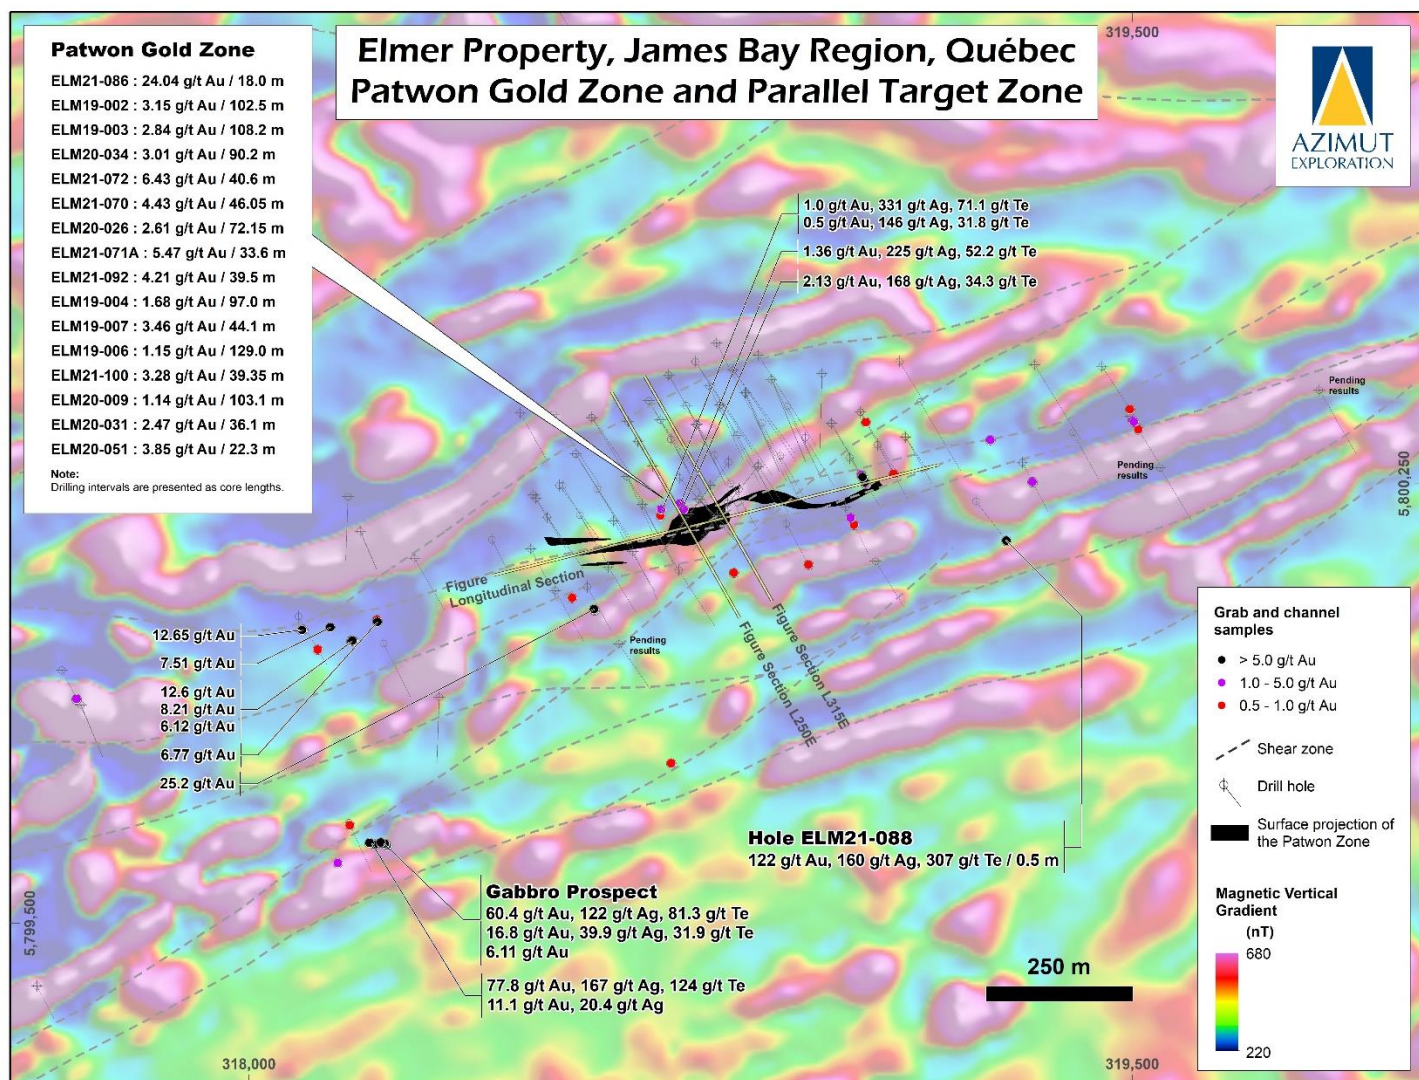 319,500
Elmer Property, James Bay Region, Québec
Patwon Gold Zone and Parallel Target Zone
AZIMUT
EXPLORATION
Patwon Gold Zone
ELM21-086 : 24.04 g/t Au / 18.0 m
ELM19-002 : 3.15 g/t Au / 102.5 m
ELM19-003 : 2.84 g/t Au / 108.2 m
ELM20-034 : 3.01 g/t Au / 90.2 m
ELM21-072 : 6.43 g/t Au / 40.6 m
ELM21-070 : 4.43 g/t Au / 46.05 m
ELM20-026 : 2.61 g/t Au / 72.15 m
ELM21-071A : 5.47 g/t Au / 33.6 m
ELM21-092 : 4.21 g/t Au / 39.5 m
ELM19-004 : 1.68 g/t Au / 97.0 m
ELM19-007 : 3.46 g/t Au / 44.1 m
ELM19-006 : 1.15 g/t Au / 129.0 m
ELM21-100 : 3.28 g/t Au / 39.35 m
ELM20-009 : 1.14 g/t Au / 103.1 m
ELM20-031 : 2.47 g/t Au / 36.1 m
ELM20-051 : 3.85 g/t Au / 22.3 m
Note:
Drilling intervals are presented as core lengths.
1.0 g/t Au, 331 g/t Ag, 71.1 g/t Te
0.5 g/t Au, 146 g/t Ag, 31.8 g/t Te
1.36 g/t Au, 225 g/t Ag, 52.2 g/t Te
2.13 g/t Au, 168 g/t Ag, 34.3 g/t Te
Pending
results
Pending
results
5,800,250
Figure
Longitudinal Section
Pending
results
Figure Section L315E
Figure Section L250E
12.65 g/t Au
7.51 g/t Au
12.6 g/t Au
8.21 g/t Au
6.12 g/t Au
6.77 g/t Au
25.2 g/t Au
Hole ELM21-088
122 g/t Au, 160 g/t Ag, 307 g/t Te / 0.5 m
Gabbro Prospect
60.4 g/t Au, 122 g/t Ag, 81.3 g/t Te
16.8 g/t Au, 39.9 g/t Ag, 31.9 g/t Te
6.11 g/t Au
77.8 g/t Au, 167 g/t Ag, 124 g/t Te
11.1 g/t Au, 20.4 g/t Ag
250 m
Grab and channel
samples
> 5.0 g/t Au
1.0 - 5.0 g/t Au
0.5 - 1.0 g/t Au
Shear zone
Drill hole
Surface projection of
the Patwon Zone
Magnetic Vertical
Gradient
(nT)
680
220
5,799,500
318,000
319,500